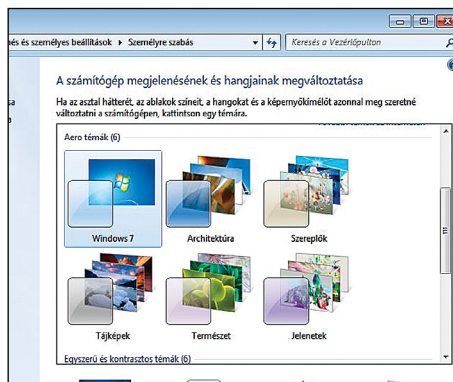 nés és személyes beállítások ▸ Személyre szabás
Keresés a Vezérlőpulton
A számítógép megjelenésének és hangjainak megváltoztatása
Ha az asztal hátterét, az ablakok színeit, a hangokat és a képernyőkímélőt azonnal meg szeretné
változtatni a számítógépen, kattintson egy témára.
Aero témák (6)
Windows 7
Architektúra
Szereplők
Tájképek
Természet
Jelenetek
Egyszerű és kontrasztos témák (6)